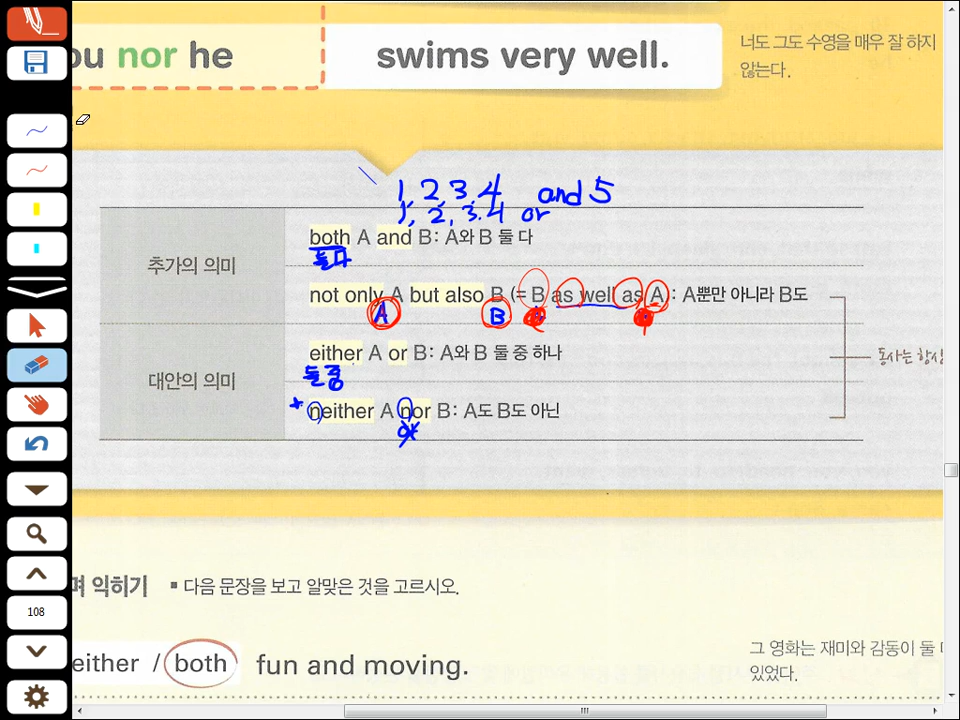 ou nor he swims very well. 너도 그도 수영을 매우 잘 하지
않는다.
1, 2, 3, 4 and 5
1, 2, 3. 4 or
추가의 의미
both A and B: A와 B 둘 다
둘다
not only A but also B (= B as well as A): A뿐만 아니라 B도
A B
대안의 의미
either A or B: A와 B 둘 중 하나
동사는 항상
둘중
neither A nor B: A도 B도 아닌
or
며 익히기 ▪ 다음 문장을 보고 알맞은 것을 고르시오.
108
either / both fun and moving. 그 영화는 재미와 감동이 둘
있었다.